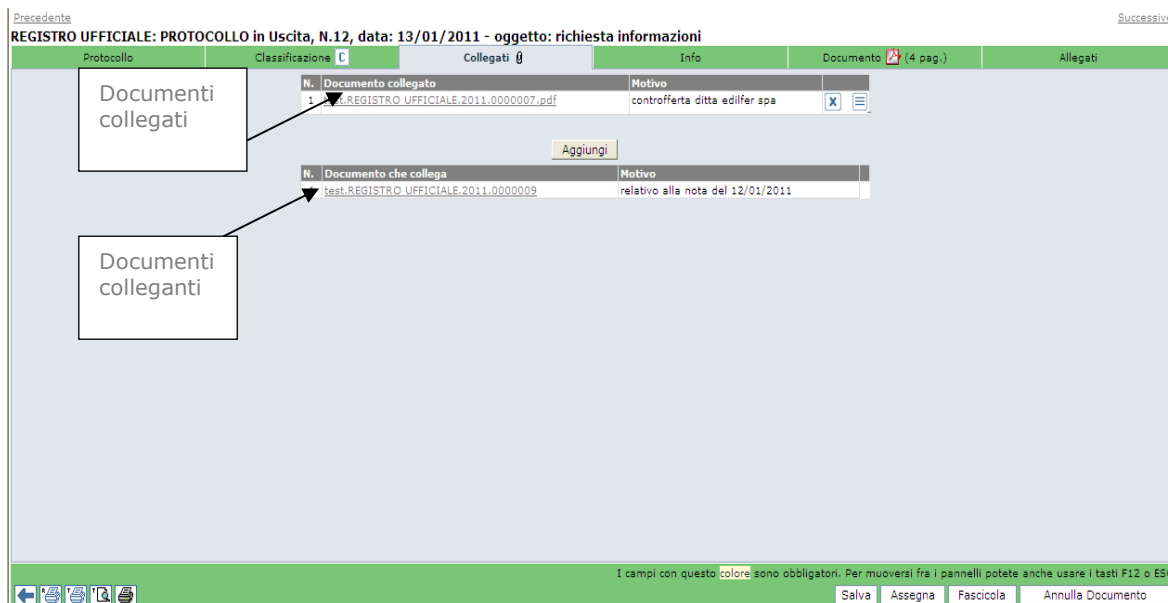 Precedente
Successivo
REGISTRO UFFICIALE: PROTOCOLLO in Uscita, N.12, data: 13/01/2011 - oggetto: richiesta informazioni
Protocollo Classificazione C Collegati Info Documento (4 pag.) Allegati
Documenti
collegati
N. Documento collegato Motivo
1 test.REGISTRO UFFICIALE.2011.0000007.pdf controfferta ditta edilfer spa
Aggiungi
N. Documento che collega Motivo
test.REGISTRO UFFICIALE.2011.0000009 relativo alla nota del 12/01/2011
Documenti
colleganti
I campi con questo colore sono obbligatori. Per muoversi fra i pannelli potete anche usare i tasti F12 o ESC
Salva Assegna Fascicola Annulla Documento